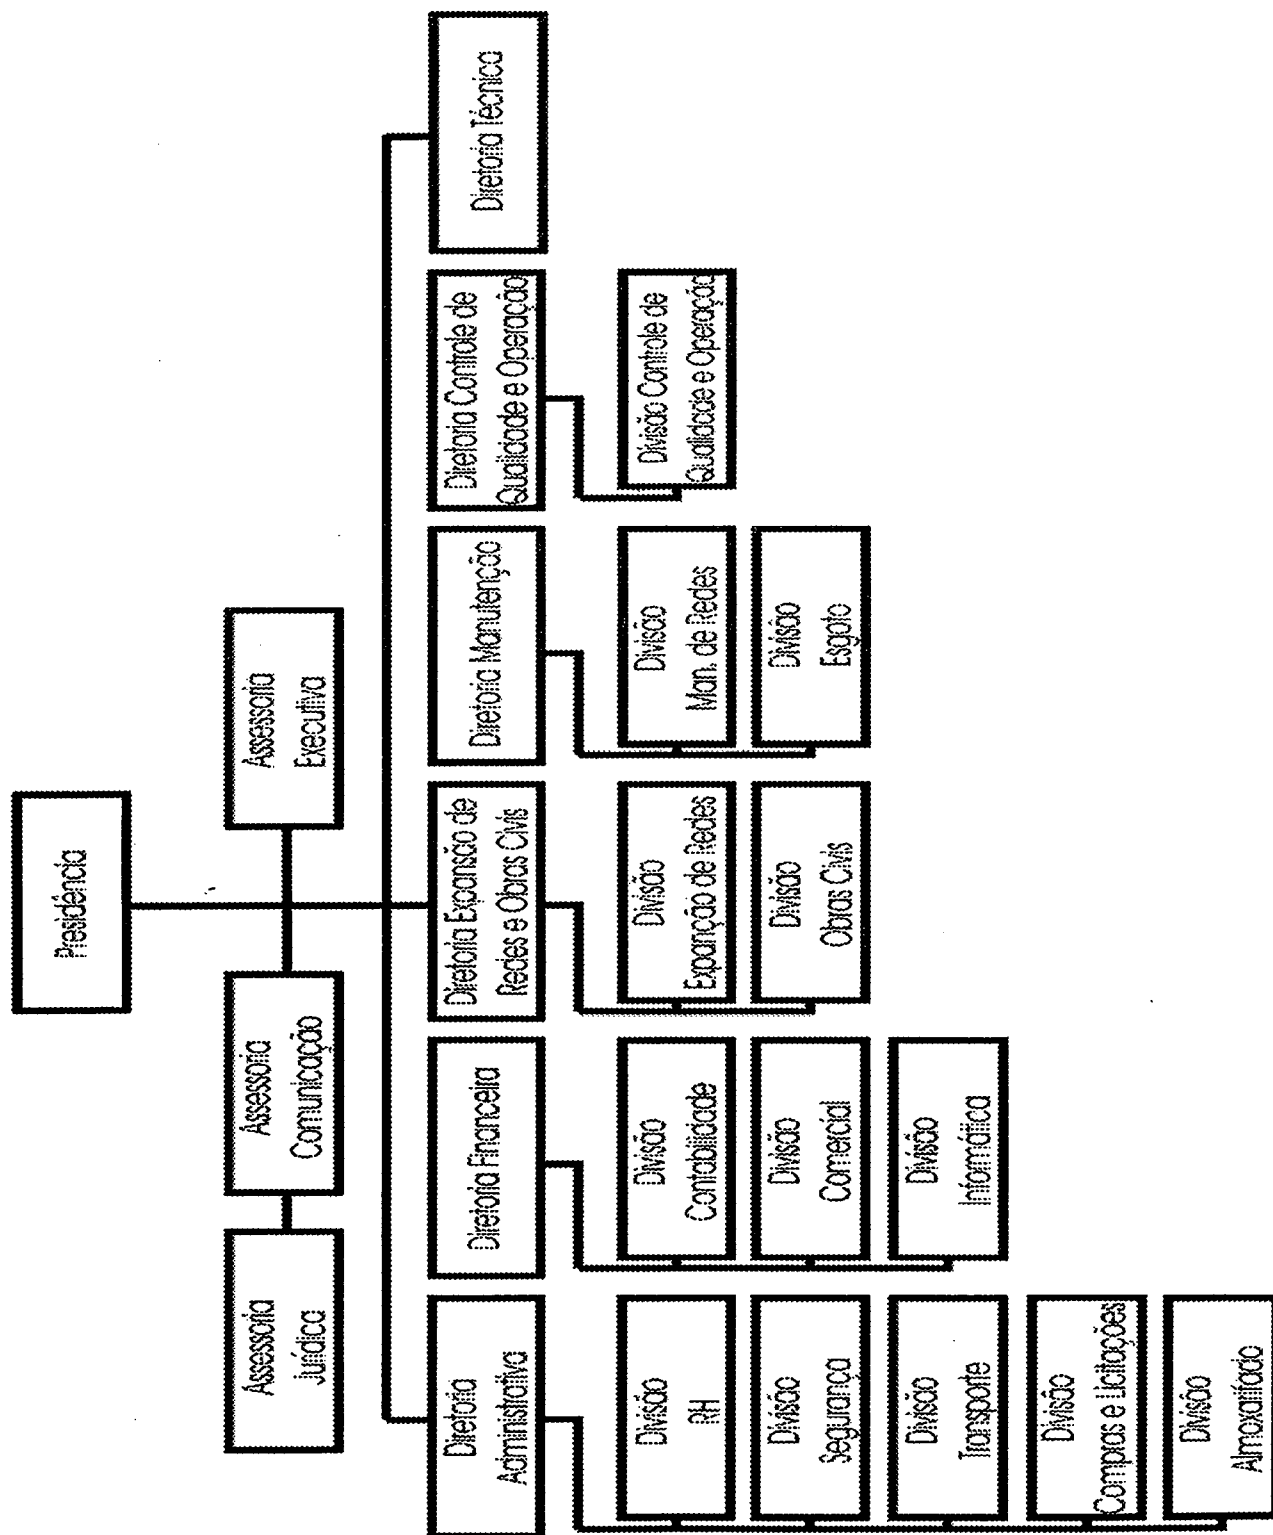 Presidência
Assessoria
Jurídica
Assessoria
Comunicação
Assessoria
Executiva
Diretoria
Administrativa
Diretoria Financeira
Diretoria Expansão de
Redes e Obras Civis
Diretoria Manutenção
Diretoria Controle de
Qualidade e Operação
Diretoria Técnica
Divisão
RH
Divisão
Segurança
Divisão
Transporte
Divisão
Compras e Licitações
Divisão
Almoxarifado
Divisão
Contabilidade
Divisão
Comercial
Divisão
Informática
Divisão
Expanção de Redes
Divisão
Obras Civis
Divisão
Man. de Redes
Divisão
Esgoto
Divisão Controle de
Qualidade e Operação